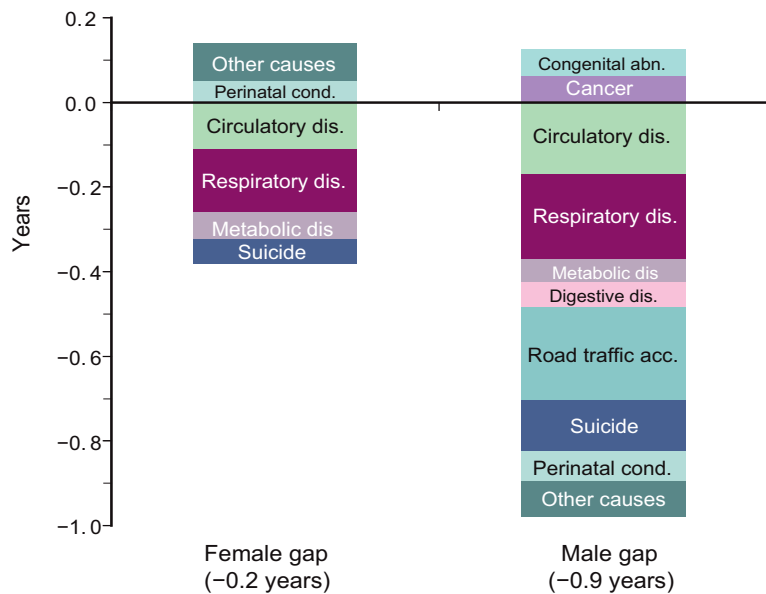 0.2
0.0
−0.2
−0.4
−0.6
−0.8
−1.0
Years
Other causes
Perinatal cond.
Circulatory dis.
Respiratory dis.
Metabolic dis
Suicide
Congenital abn.
Cancer
Circulatory dis.
Respiratory dis.
Metabolic dis
Digestive dis.
Road traffic acc.
Suicide
Perinatal cond.
Other causes
Female gap
(−0.2 years)
Male gap
(−0.9 years)